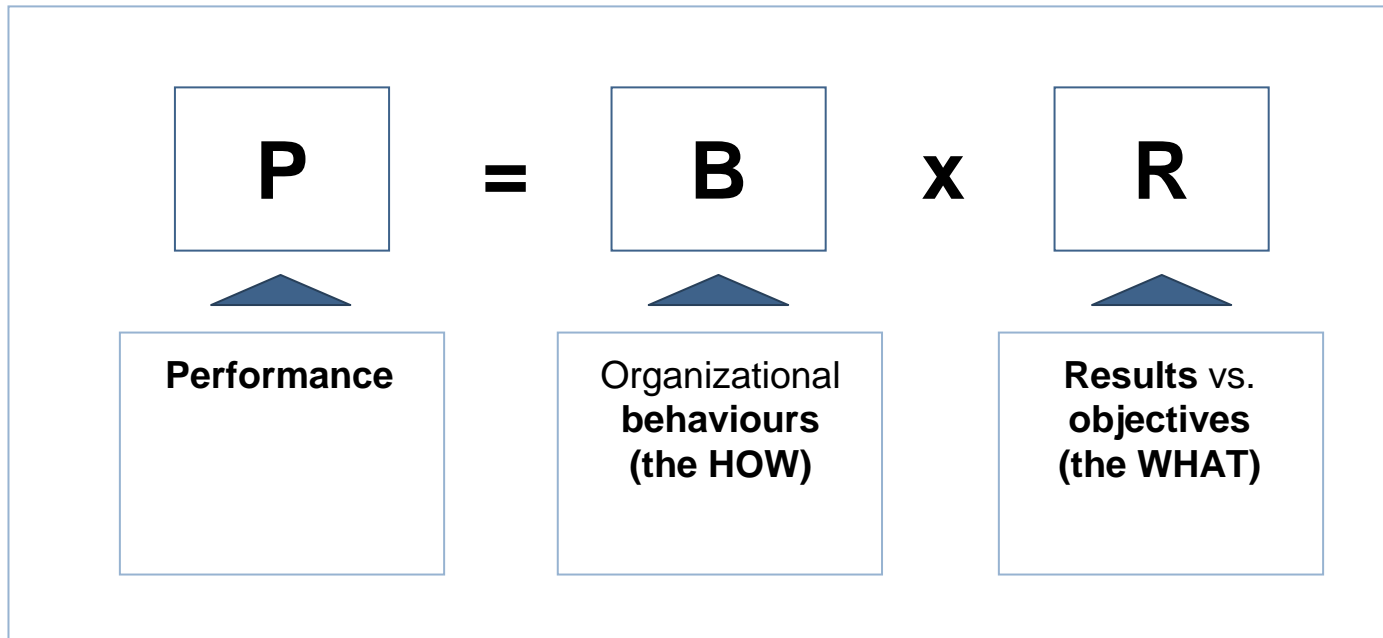 P = B x R
Performance
Organizational
behaviours
(the HOW)
Results vs.
objectives
(the WHAT)